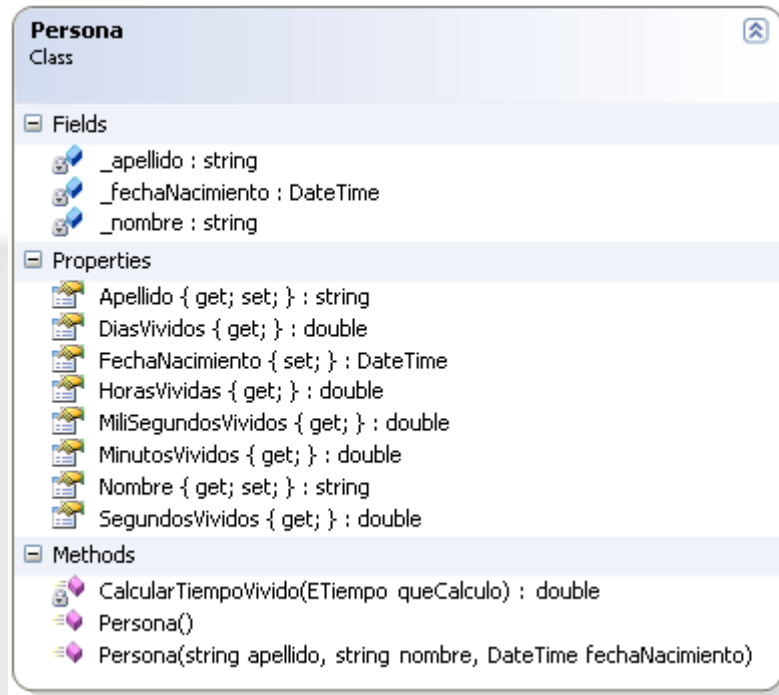 Persona
Class
Fields
_apellido : string
_fechaNacimiento : DateTime
_nombre : string
Properties
Apellido { get; set; } : string
DiasVividos { get; } : double
FechaNacimiento { set; } : DateTime
HorasVividas { get; } : double
MiliSegundosVividos { get; } : double
MinutosVividos { get; } : double
Nombre { get; set; } : string
SegundosVividos { get; } : double
Methods
CalcularTiempoVivido(ETiempo queCalculo) : double
Persona()
Persona(string apellido, string nombre, DateTime fechaNacimiento)